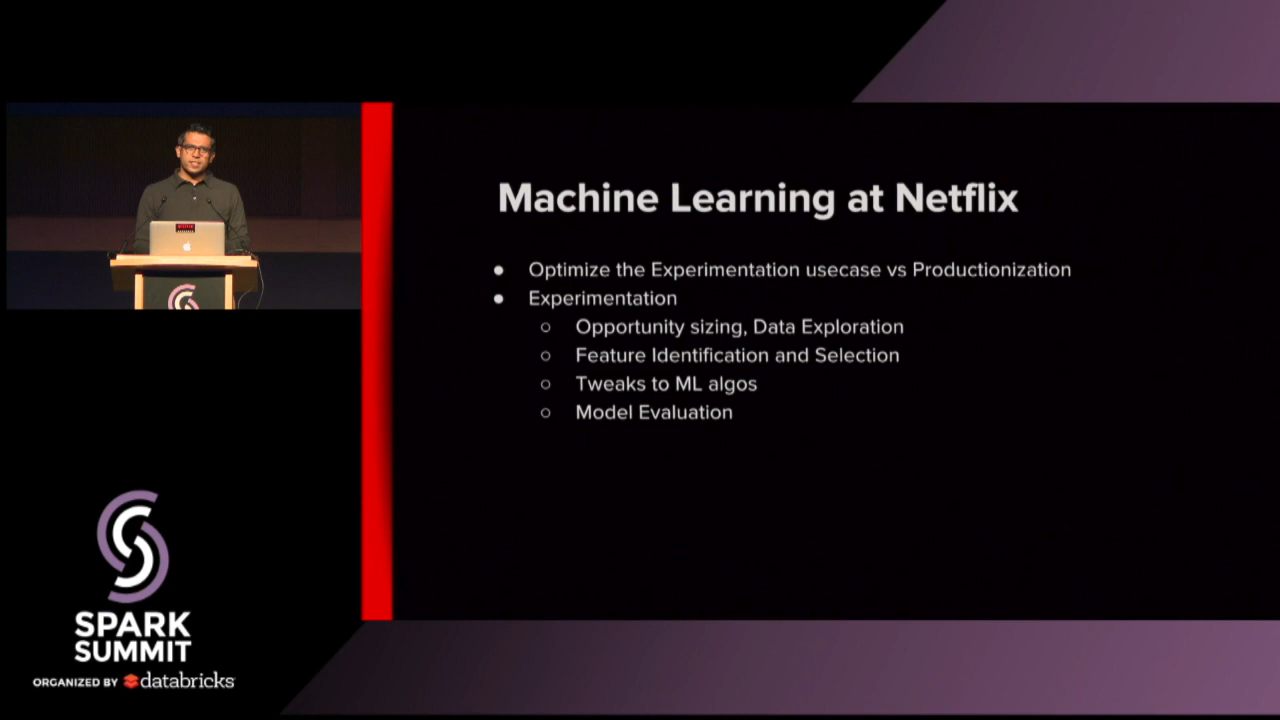 Machine Learning at Netflix
● Optimize the Experimentation usecase vs Productionization
● Experimentation
○ Opportunity sizing, Data Exploration
○ Feature Identification and Selection
○ Tweaks to ML algos
○ Model Evaluation
NETFLIX
SPARK
SUMMIT
ORGANIZED BY databricks